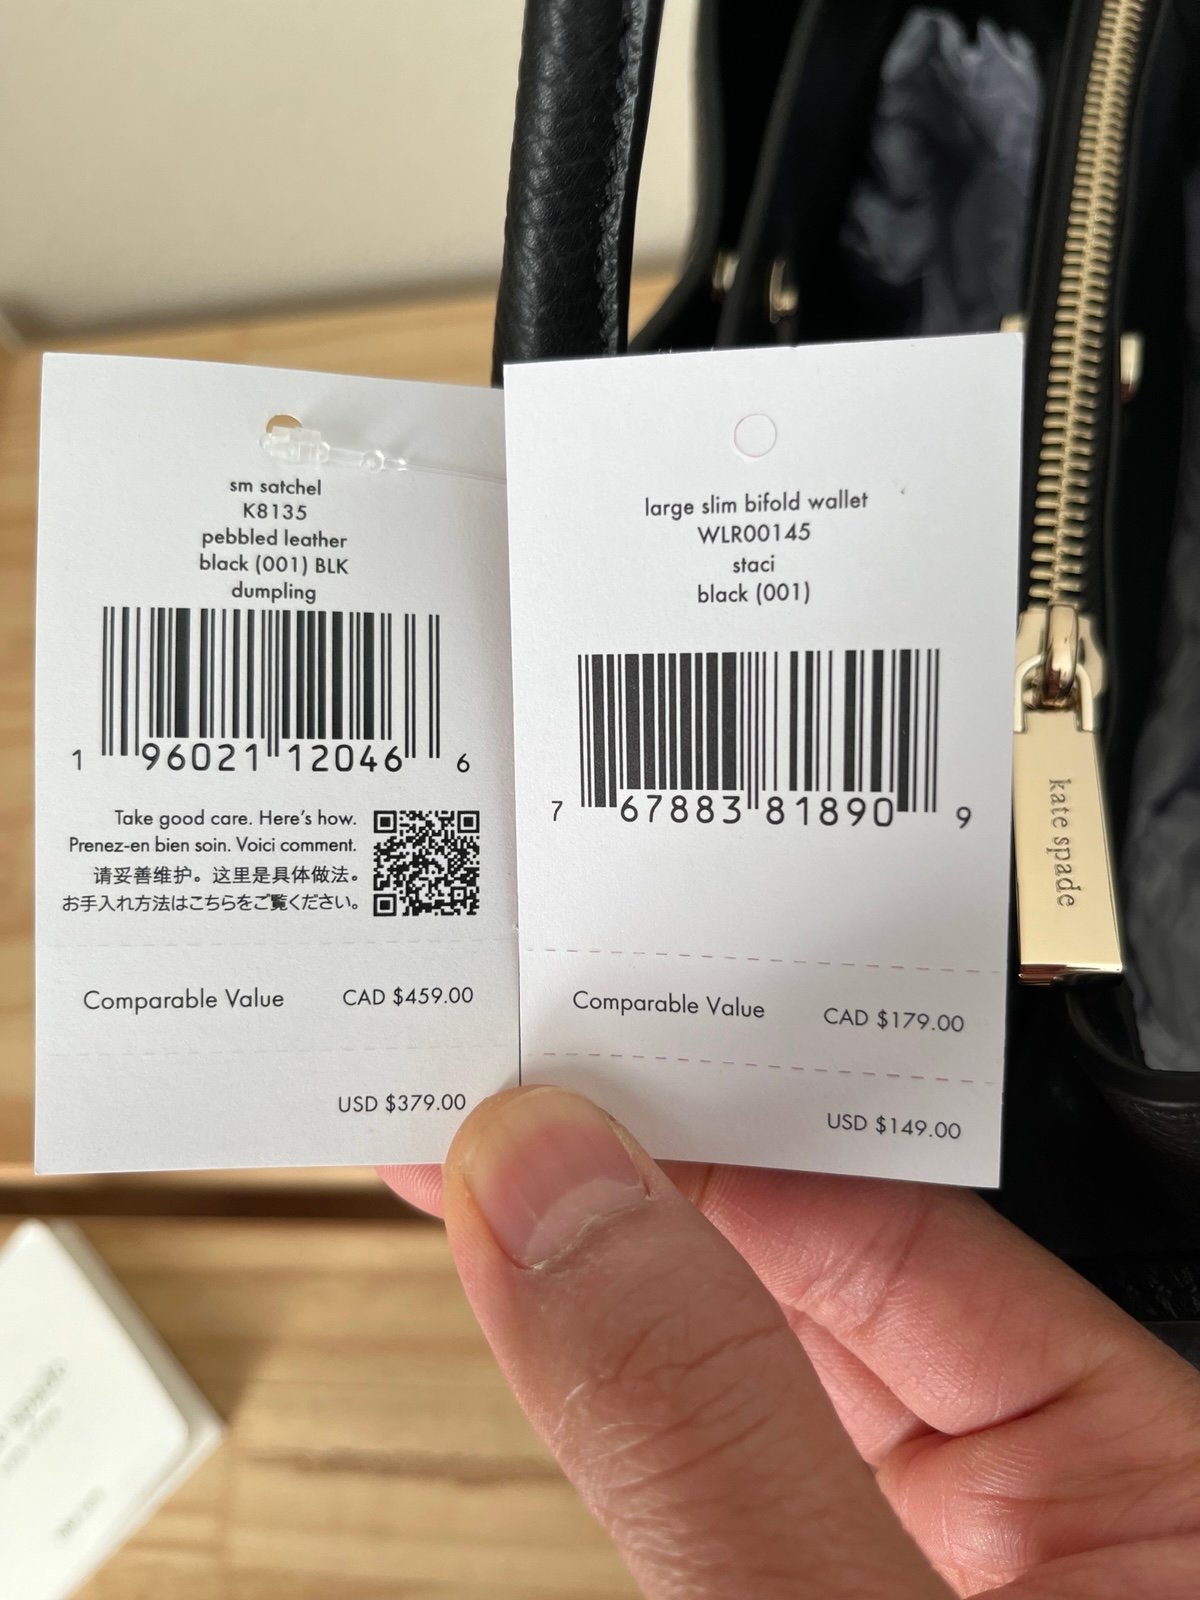 sm satchel
K8135
pebbled leather
black (001) BLK
dumpling
1 96021 12046 6
Take good care. Here's how.
Prenez-en bien soin. Voici comment.
请妥善维护。这里是具体做法。
お手入れ方法はこちらをご覧ください。
Comparable Value CAD $459.00
USD $379.00
large slim bifold wallet
WLR00145
staci
black (001)
7 67883 81890 9
Comparable Value CAD $179.00
USD $149.00
kate spade